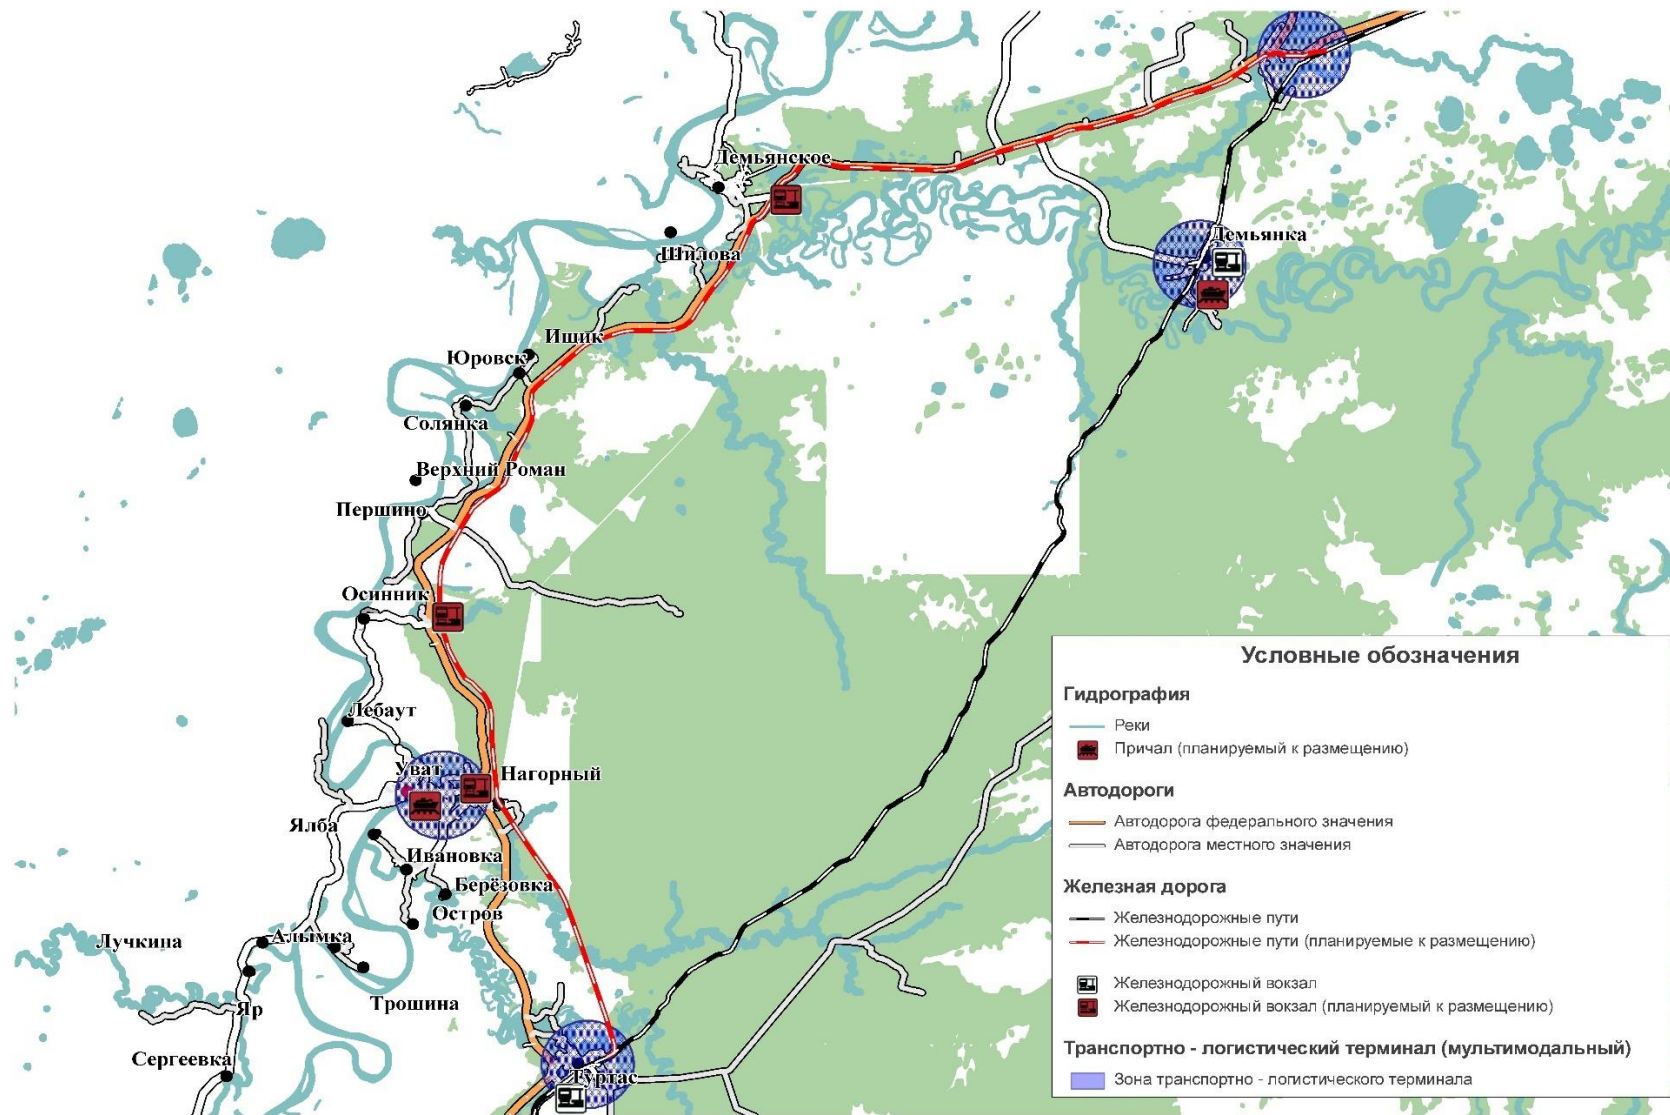 Демьянское
Демьянка
Шилова
Ищик
Юровск
Солянка
Верхний Роман
Першино
Осинник
Лебаут
Уват
Нагорный
Ялба
Ивановка
Берёзовка
Остров
Лучкина
Алымка
Трошина
Яр
Сергеевка
Туртас
Условные обозначения
Гидрография
Реки
Причал (планируемый к размещению)
Автодороги
Автодорога федерального значения
Автодорога местного значения
Железная дорога
Железнодорожные пути
Железнодорожные пути (планируемые к размещению)
Железнодорожный вокзал
Железнодорожный вокзал (планируемый к размещению)
Транспортно - логистический терминал (мультимодальный)
Зона транспортно - логистического терминала